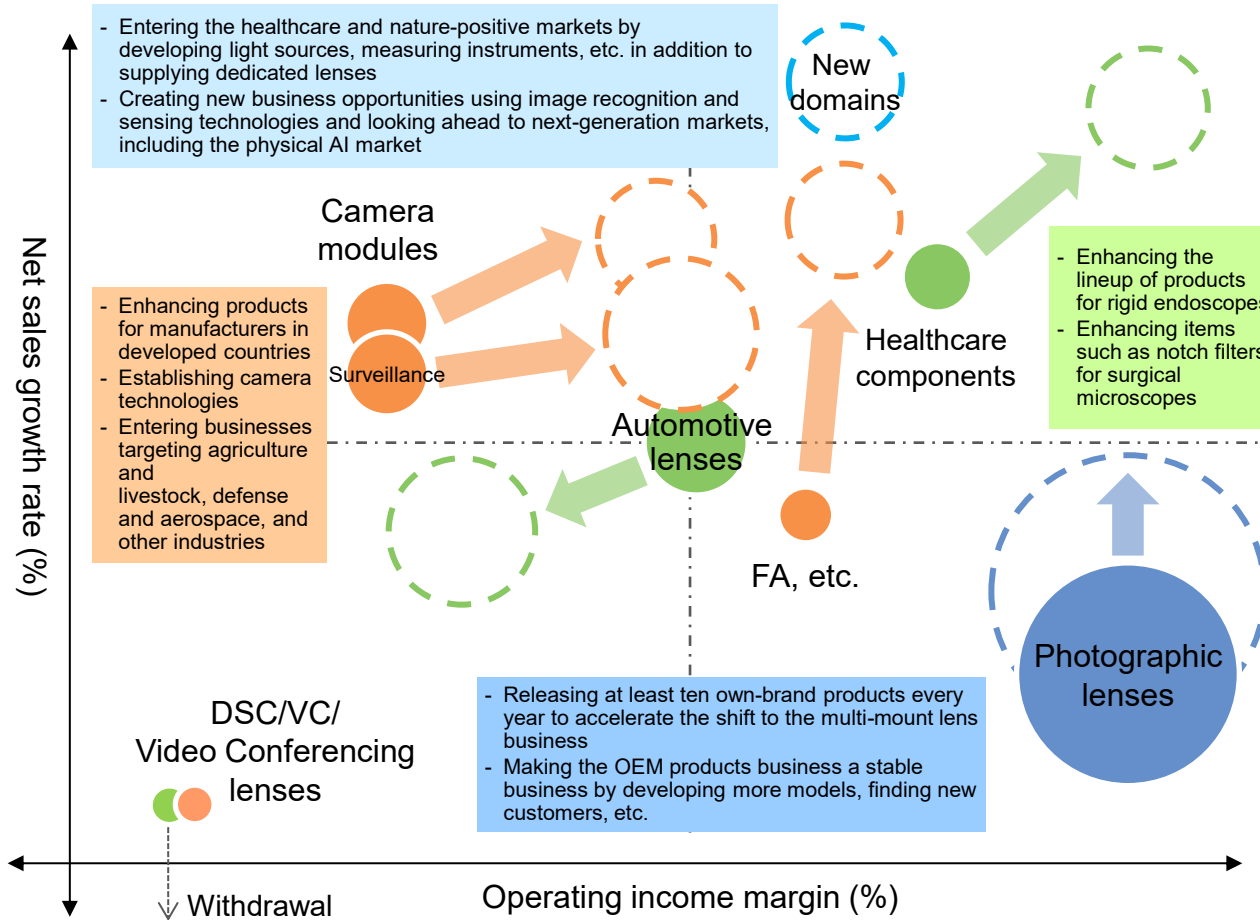 - Entering the healthcare and nature-positive markets by
developing light sources, measuring instruments, etc. in addition to
supplying dedicated lenses
- Creating new business opportunities using image recognition and
sensing technologies and looking ahead to next-generation markets,
including the physical AI market
New
domains
Camera
modules
Net sales growth rate (%)
- Enhancing products
for manufacturers in
developed countries
- Establishing camera
technologies
- Entering businesses
targeting agriculture
and
livestock, defense
and aerospace, and
other industries
Surveillance
Healthcare
components
- Enhancing the
lineup of products
for rigid endoscopes
- Enhancing items
such as notch filters
for surgical
microscopes
Automotive
lenses
FA, etc.
Photographic
lenses
DSC/VC/
Video Conferencing
lenses
- Releasing at least ten own-brand products every
year to accelerate the shift to the multi-mount lens
business
- Making the OEM products business a stable
business by developing more models, finding new
customers, etc.
Withdrawal
Operating income margin (%)